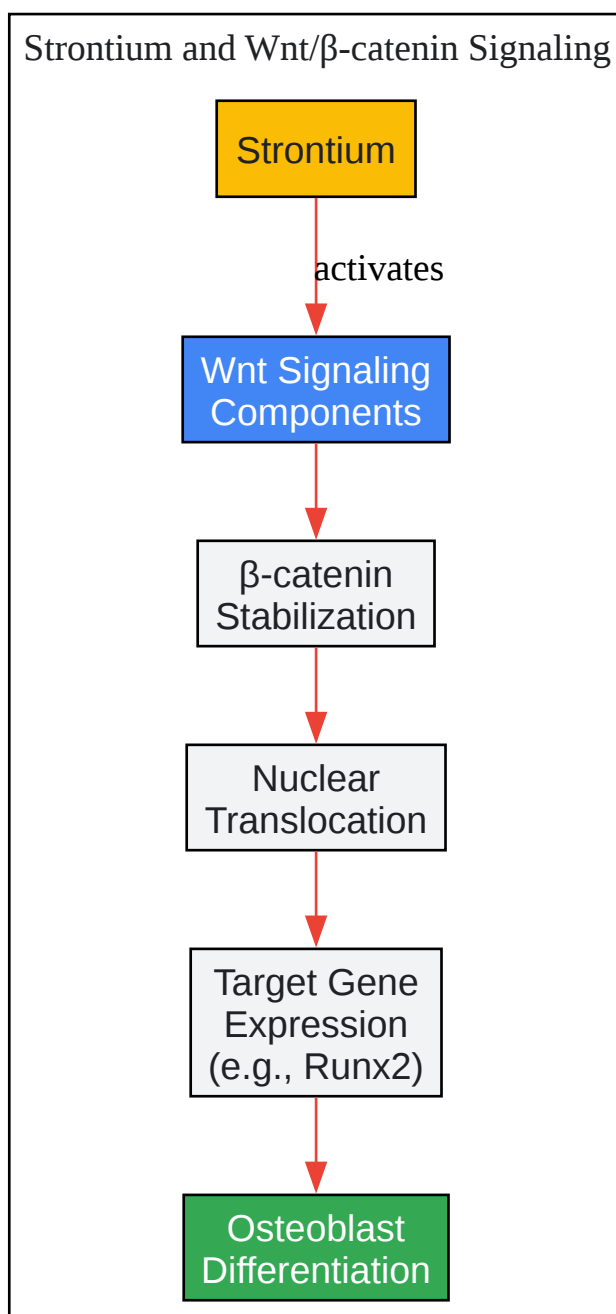 Strontium and Wnt/β-catenin Signaling
Strontium
activates
Wnt Signaling
Components
β-catenin
Stabilization
Nuclear
Translocation
Target Gene
Expression
(e.g., Runx2)
Osteoblast
Differentiation